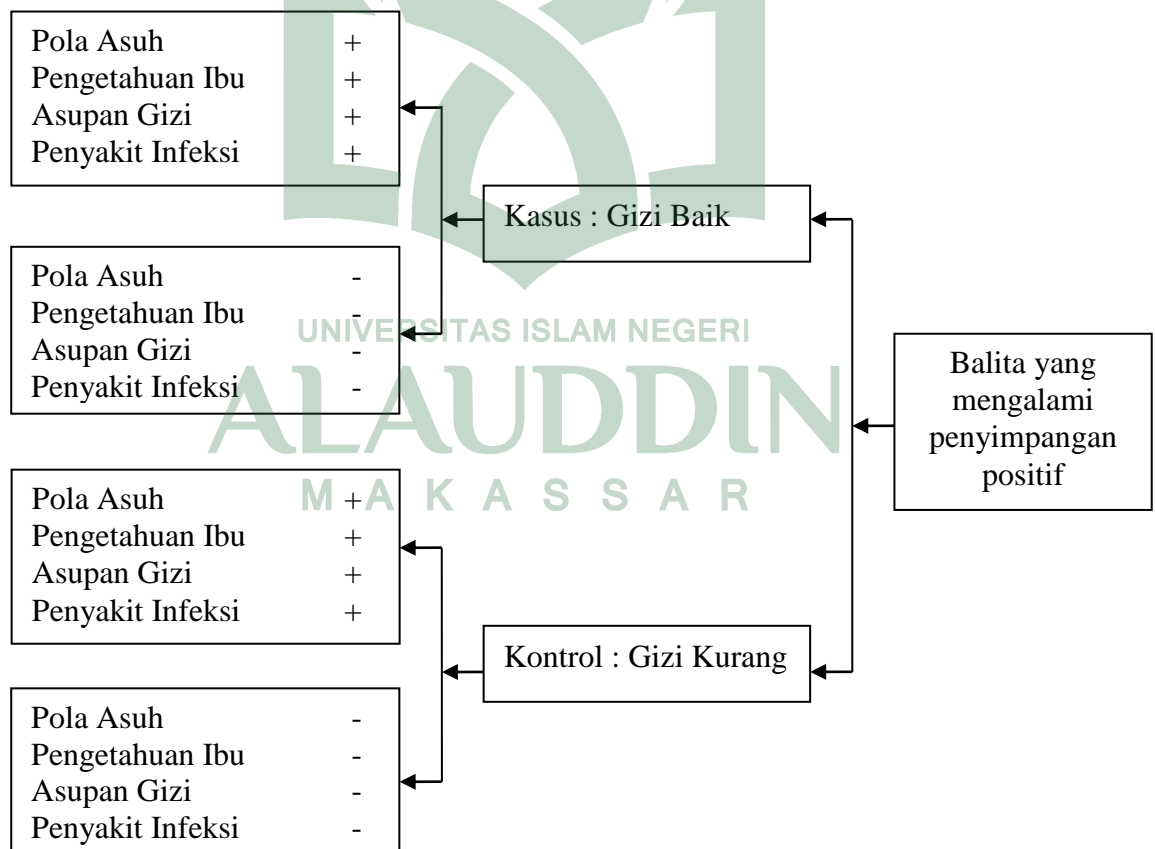 Pola Asuh +
Pengetahuan Ibu +
Asupan Gizi +
Penyakit Infeksi +
Kasus : Gizi Baik
Pola Asuh -
Pengetahuan Ibu -
Asupan Gizi -
Penyakit Infeksi -
UNIVERSITAS ISLAM NEGERI
ALAUDDIN
MAKASSAR
Balita yang
mengalami
penyimpangan
positif
Pola Asuh +
Pengetahuan Ibu +
Asupan Gizi +
Penyakit Infeksi +
Kontrol : Gizi Kurang
Pola Asuh -
Pengetahuan Ibu -
Asupan Gizi -
Penyakit Infeksi -